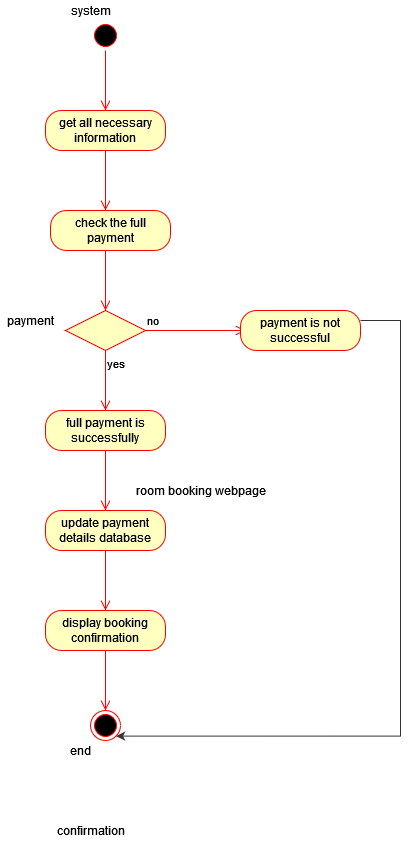 system
get all necessary
information
check the full
payment
payment
no
payment is not
successful
yes
full payment is
successfully
room booking webpage
update payment
details database
display booking
confirmation
end
confirmation